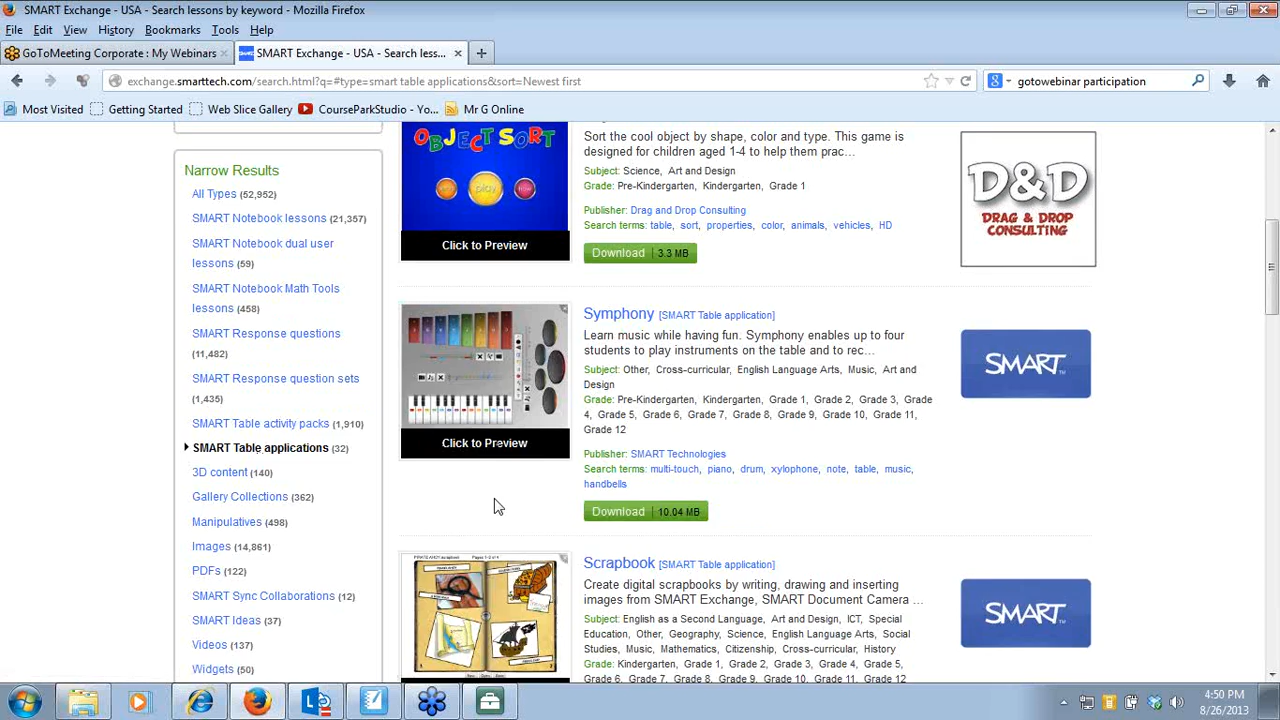 SMART Exchange - USA - Search lessons by keyword - Mozilla Firefox
File Edit View History Bookmarks Tools Help
GoToMeeting Corporate : My Webinars
SMART Exchange - USA - Search less...
exchange.smarttech.com/search.html?q=#type=smart table applications&sort=Newest first
gotowebinar participation
Most Visited
Getting Started
Web Slice Gallery
CourseParkStudio - Yo...
Mr G Online
Narrow Results
All Types (52,952)
SMART Notebook lessons (21,357)
SMART Notebook dual user
lessons (59)
SMART Notebook Math Tools
lessons (458)
SMART Response questions
(11,482)
SMART Response question sets
(1,435)
SMART Table activity packs (1,910)
SMART Table applications (32)
3D content (140)
Gallery Collections (362)
Manipulatives (498)
Images (14,861)
PDFs (122)
SMART Sync Collaborations (12)
SMART Ideas (37)
Videos (137)
Widgets (50)
OBJECT SORT
play
Click to Preview
Sort the cool object by shape, color and type. This game is
designed for children aged 1-4 to help them prac...
Subject: Science, Art and Design
Grade: Pre-Kindergarten, Kindergarten, Grade 1
Publisher: Drag and Drop Consulting
Search terms: table, sort, properties, color, animals, vehicles, HD
Download 3.3 MB
D&D
DRAG & DROP
CONSULTING
Click to Preview
Symphony [SMART Table application]
Learn music while having fun. Symphony enables up to four
students to play instruments on the table and to rec...
Subject: Other, Cross-curricular, English Language Arts, Music, Art and
Design
Grade: Pre-Kindergarten, Kindergarten, Grade 1, Grade 2, Grade 3, Grade
4, Grade 5, Grade 6, Grade 7, Grade 8, Grade 9, Grade 10, Grade 11,
Grade 12
Publisher: SMART Technologies
Search terms: multi-touch, piano, drum, xylophone, note, table, music,
handbells
Download 10.04 MB
SMART
Scrapbook [SMART Table application]
Create digital scrapbooks by writing, drawing and inserting
images from SMART Exchange, SMART Document Camera ...
Subject: English as a Second Language, Art and Design, ICT, Special
Education, Other, Geography, Science, English Language Arts, Social
Studies, Music, Mathematics, Citizenship, Cross-curricular, History
Grade: Kindergarten, Grade 1, Grade 2, Grade 3, Grade 4, Grade 5,
Grade 6, Grade 7, Grade 8, Grade 9, Grade 10, Grade 11, Grade 12
SMART
4:50 PM
8/26/2013